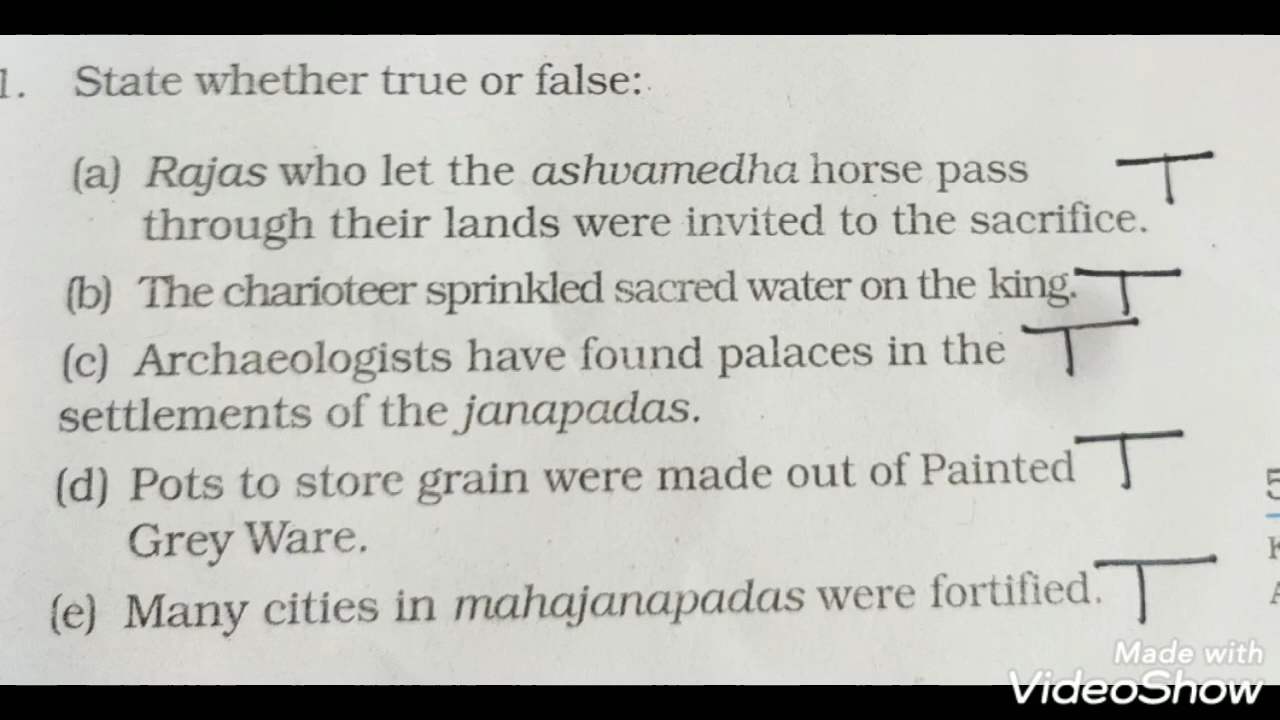 1. State whether true or false:
(a) Rajas who let the ashvamedha horse pass T
through their lands were invited to the sacrifice.
(b) The charioteer sprinkled sacred water on the king. T
(c) Archaeologists have found palaces in the T
settlements of the janapadas.
(d) Pots to store grain were made out of Painted T
Grey Ware.
(e) Many cities in mahajanapadas were fortified. T
Made with
VideoShow